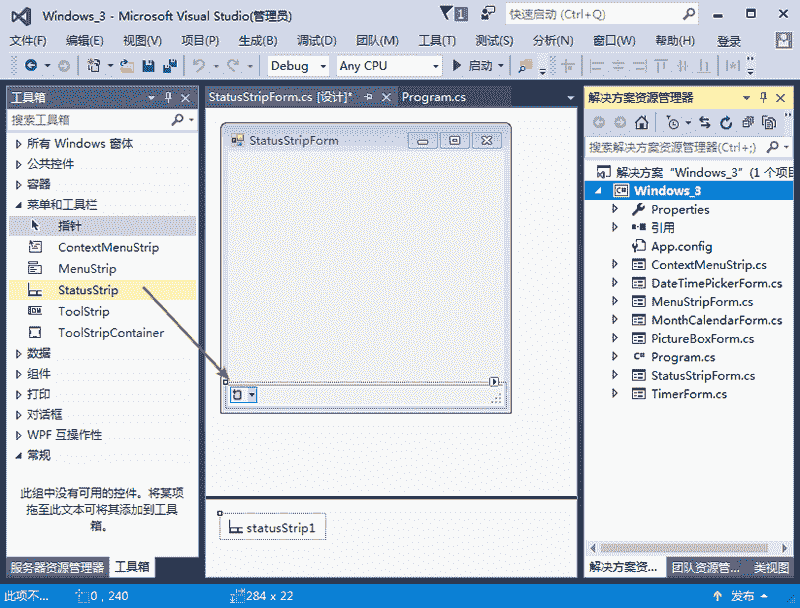 Windows_3 - Microsoft Visual Studio(管理员)
1
快速启动 (Ctrl+Q)
文件(F) 编辑(E) 视图(V) 项目(P) 生成(B) 调试(D) 团队(M) 工具(T) 测试(S) 分析(N) 窗口(W) 帮助(H) 登录
Debug Any CPU 启动
工具箱
搜索工具箱
所有 Windows 窗体
公共控件
容器
菜单和工具栏
指针
ContextMenuStrip
MenuStrip
StatusStrip
ToolStrip
ToolStripContainer
数据
组件
打印
对话框
WPF 互操作性
常规
此组中没有可用的控件。将某项
拖至此文本可将其添加到工具
箱。
服务器资源管理器 工具箱
StatusStripForm.cs [设计]* Program.cs
StatusStripForm
statusStrip1
解决方案资源管理器
搜索解决方案资源管理器(Ctrl+;)
解决方案 "Windows_3" (1 个项目
C# Windows_3
Properties
引用
App.config
ContextMenuStrip.cs
DateTimePickerForm.cs
MenuStripForm.cs
MonthCalendarForm.cs
PictureBoxForm.cs
C# Program.cs
StatusStripForm.cs
TimerForm.cs
解决方案资... 团队资源管... 类视图
此项不... 0 , 240 284 x 22 发布